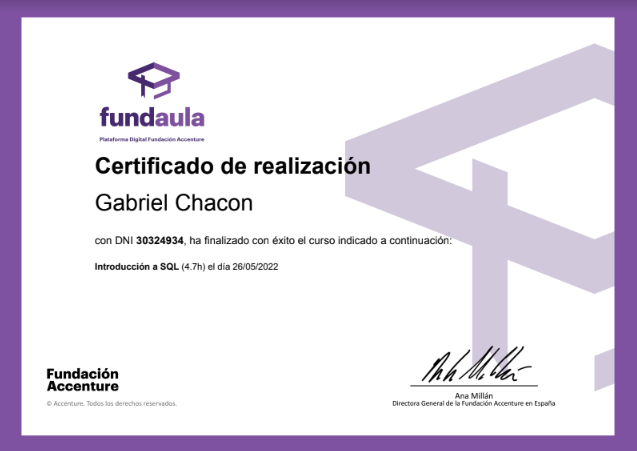 fundaula
Plataforma Digital Fundación Accenture
Certificado de realización
Gabriel Chacon
con DNI 30324934, ha finalizado con éxito el curso indicado a continuación:
Introducción a SQL (4.7h) el día 26/05/2022
Fundación
Accenture
© Accenture. Todos los derechos reservados.
Ana Millán
Directora General de la Fundación Accenture en España